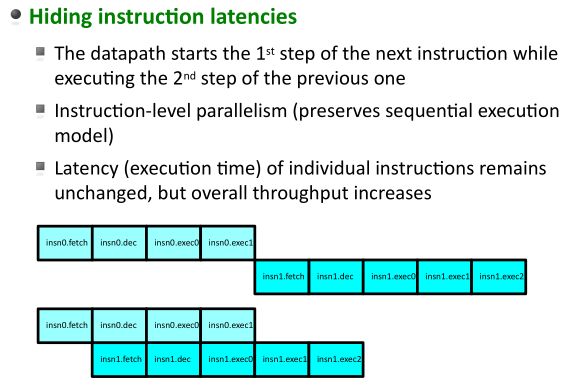 Hiding instruction latencies
The datapath starts the 1st step of the next instruction while
executing the 2nd step of the previous one
Instruction-level parallelism (preserves sequential execution
model)
Latency (execution time) of individual instructions remains
unchanged, but overall throughput increases
insn0.fetch insn0.dec insn0.exec0 insn0.exec1
insn1.fetch insn1.dec insn1.exec0 insn1.exec1 insn1.exec2
insn0.fetch insn0.dec insn0.exec0 insn0.exec1
insn1.fetch insn1.dec insn1.exec0 insn1.exec1 insn1.exec2